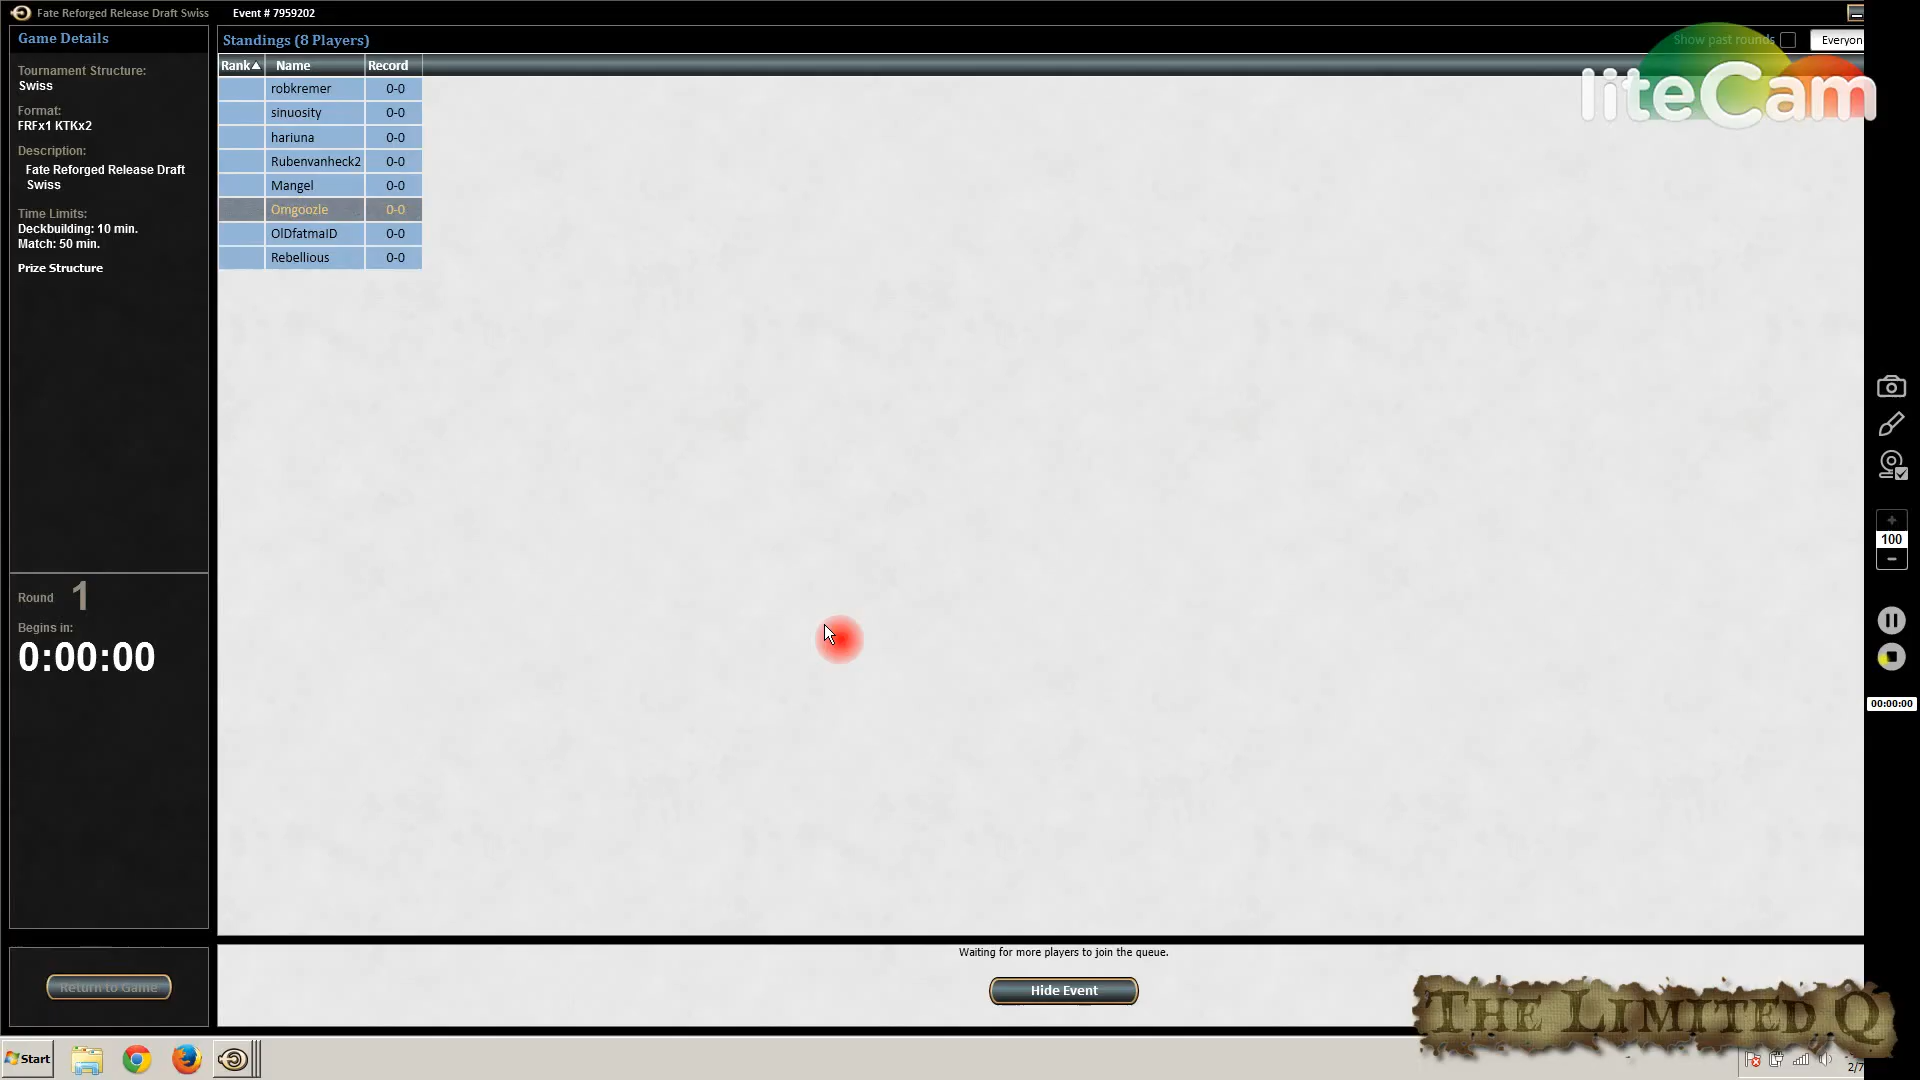 Fate Reforged Release Draft Swiss Event # 7959202
Game Details
Tournament Structure:
Swiss
Format:
FRFx1 KTKx2
Description:
Fate Reforged Release Draft
Swiss
Time Limits:
Deckbuilding: 10 min.
Match: 50 min.
Prize Structure
Round 1
Begins in:
0:00:00
Return to Game
Standings (8 Players)
Show past rounds Everyon
Rank Name Record
robkremer 0-0
sinuosity 0-0
hariuna 0-0
Rubenvanheck2 0-0
Mangel 0-0
Omgoozle 0-0
OlDfatmaID 0-0
Rebellious 0-0
Waiting for more players to join the queue.
Hide Event
liteCam
100
00:00:00
The Limited Q
Start
2/7